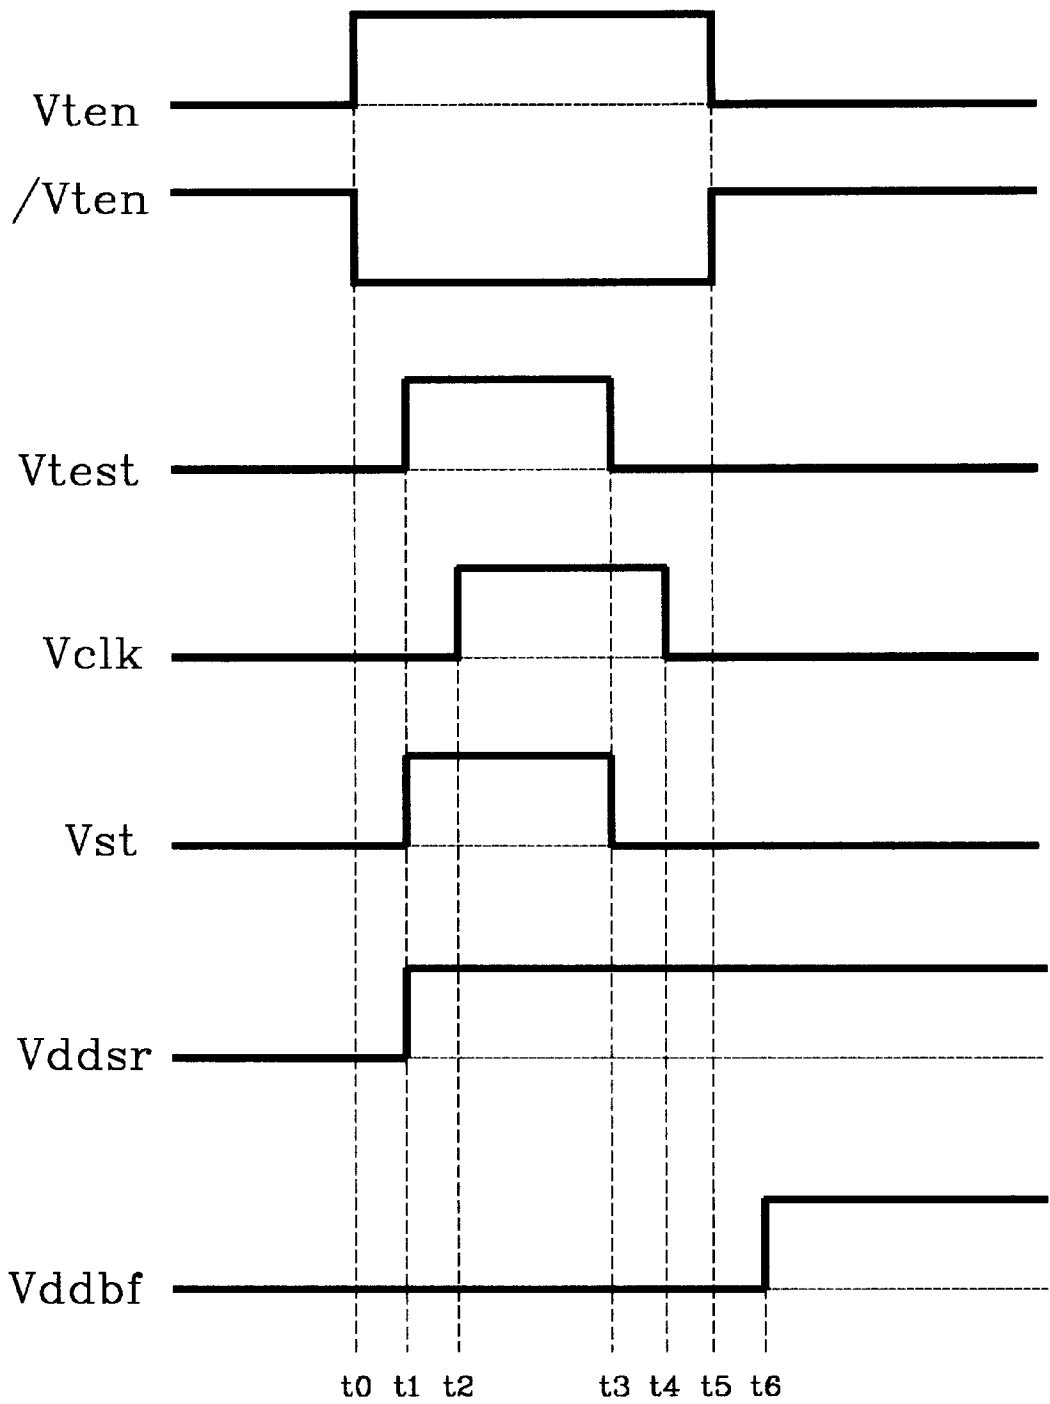 Vten
/Vten
Vtest
Vclk
Vst
Vddsr
Vddbf
t0 t1 t2 t3 t4 t5 t6